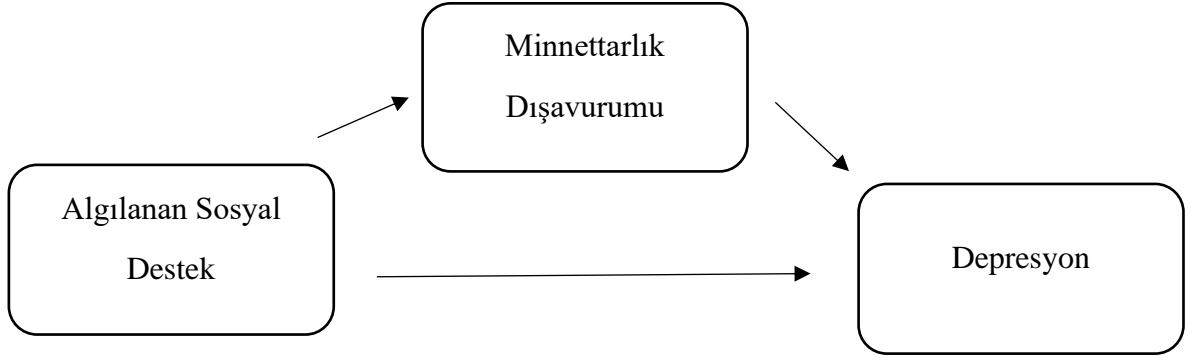 Minnettarlık
Dışavurumu
Algılanan Sosyal
Destek
Depresyon